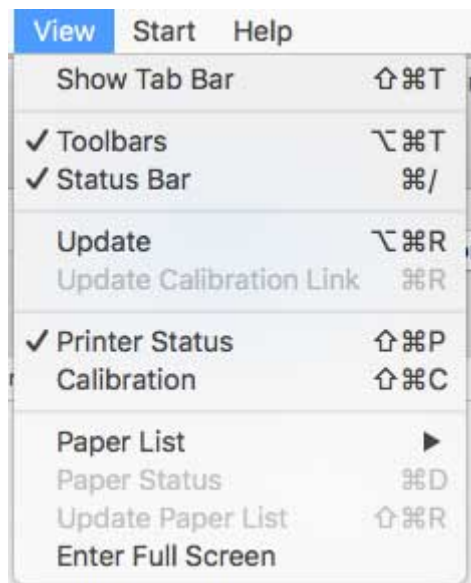 View Start Help
Show Tab Bar ⇧⌘T
✓ Toolbars ⌥⌘T
✓ Status Bar ⌘/
Update ⌥⌘R
Update Calibration Link ⌘R
✓ Printer Status ⇧⌘P
Calibration ⇧⌘C
Paper List ▶
Paper Status ⌘D
Update Paper List ⇧⌘R
Enter Full Screen